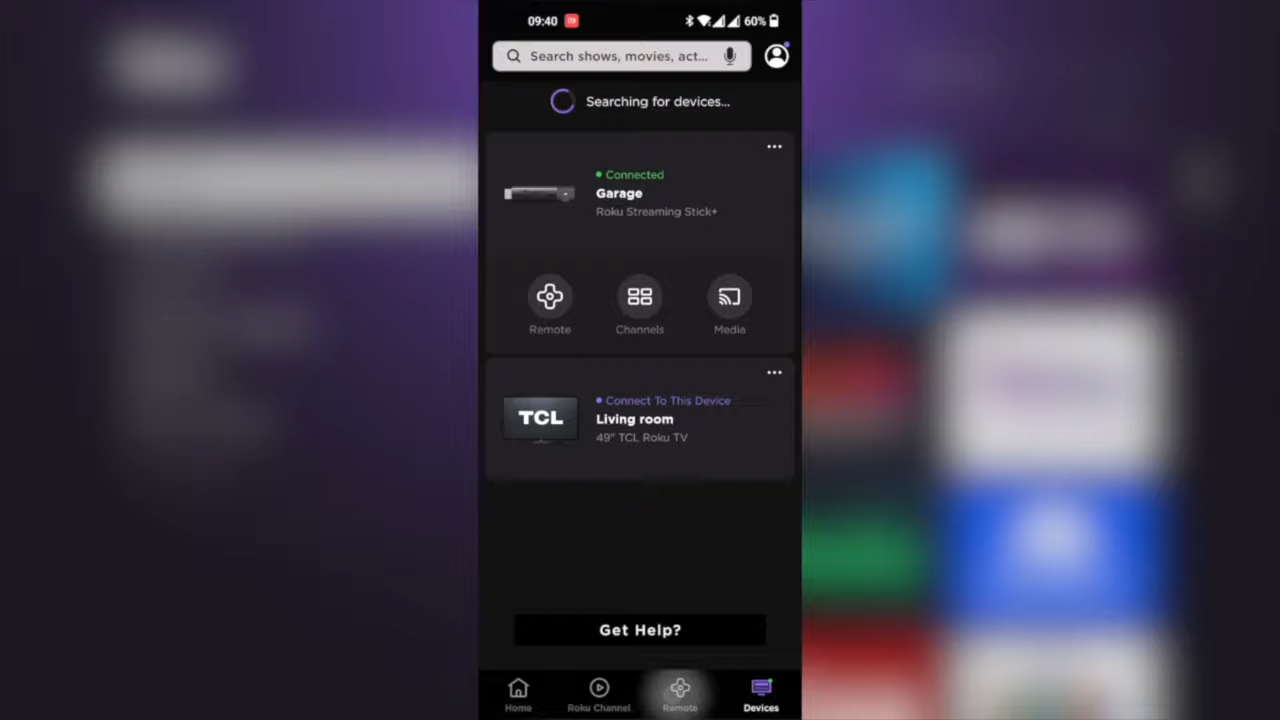 09:40 60%
Search shows, movies, act...
Searching for devices...
Connected
Garage
Roku Streaming Stick+
Remote Channels Media
Connect To This Device
TCL
Living room
49" TCL Roku TV
Get Help?
Home Roku Channel Remote Devices